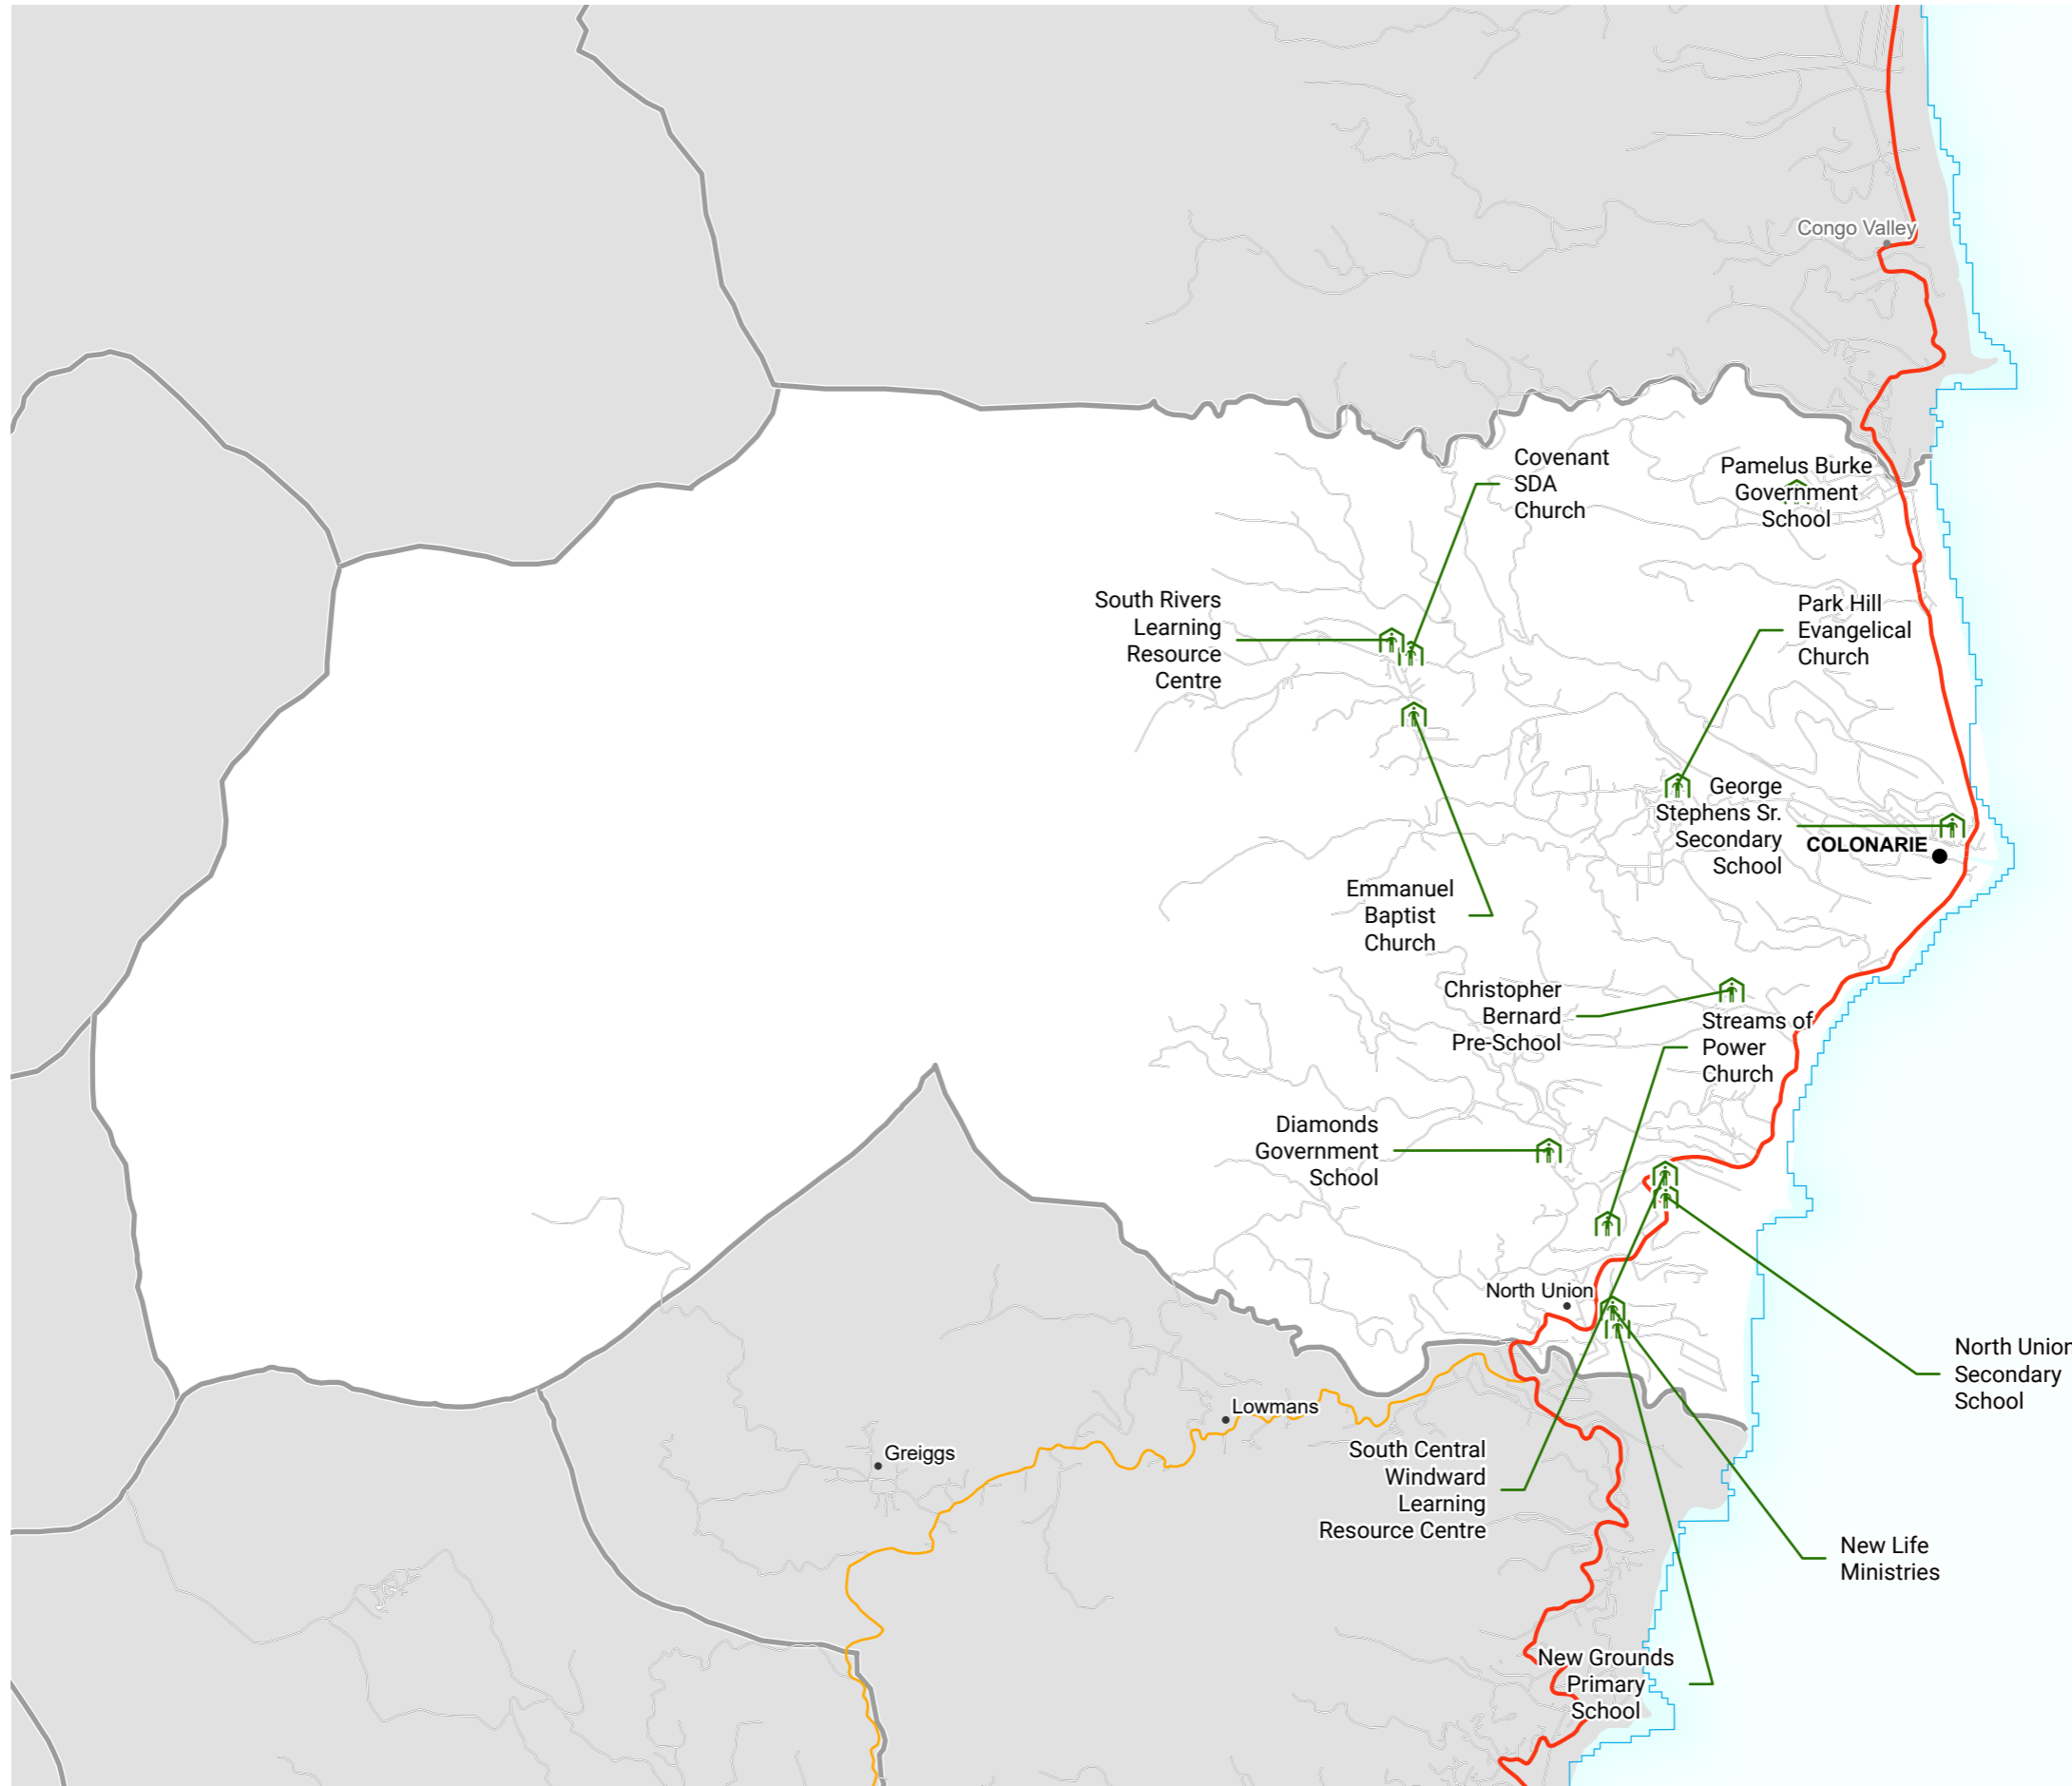 Congo Valley
Covenant
SDA
Church
Pamelus Burke
Government
School
South Rivers
Learning
Resource
Centre
Park Hill
Evangelical
Church
George
Stephens Sr.
Secondary
School
COLONARIE
Emmanuel
Baptist
Church
Christopher
Bernard
Pre-School
Streams of
Power
Church
Diamonds
Government
School
North Union
North Union
Secondary
School
Lowmans
Greiggs
South Central
Windward
Learning
Resource Centre
New Life
Ministries
New Grounds
Primary
School